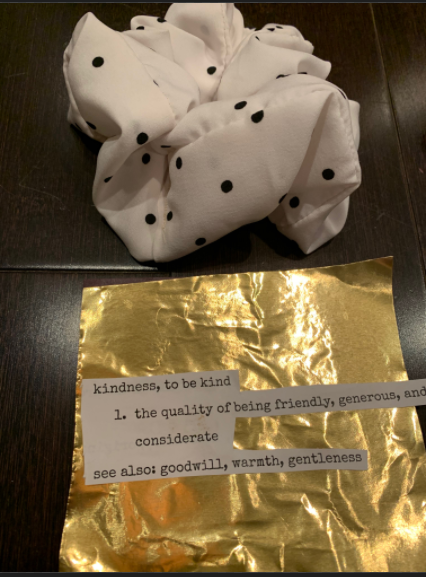 kindness, to be kind
1. the quality of being friendly, generous, and
considerate
see also: goodwill, warmth, gentleness